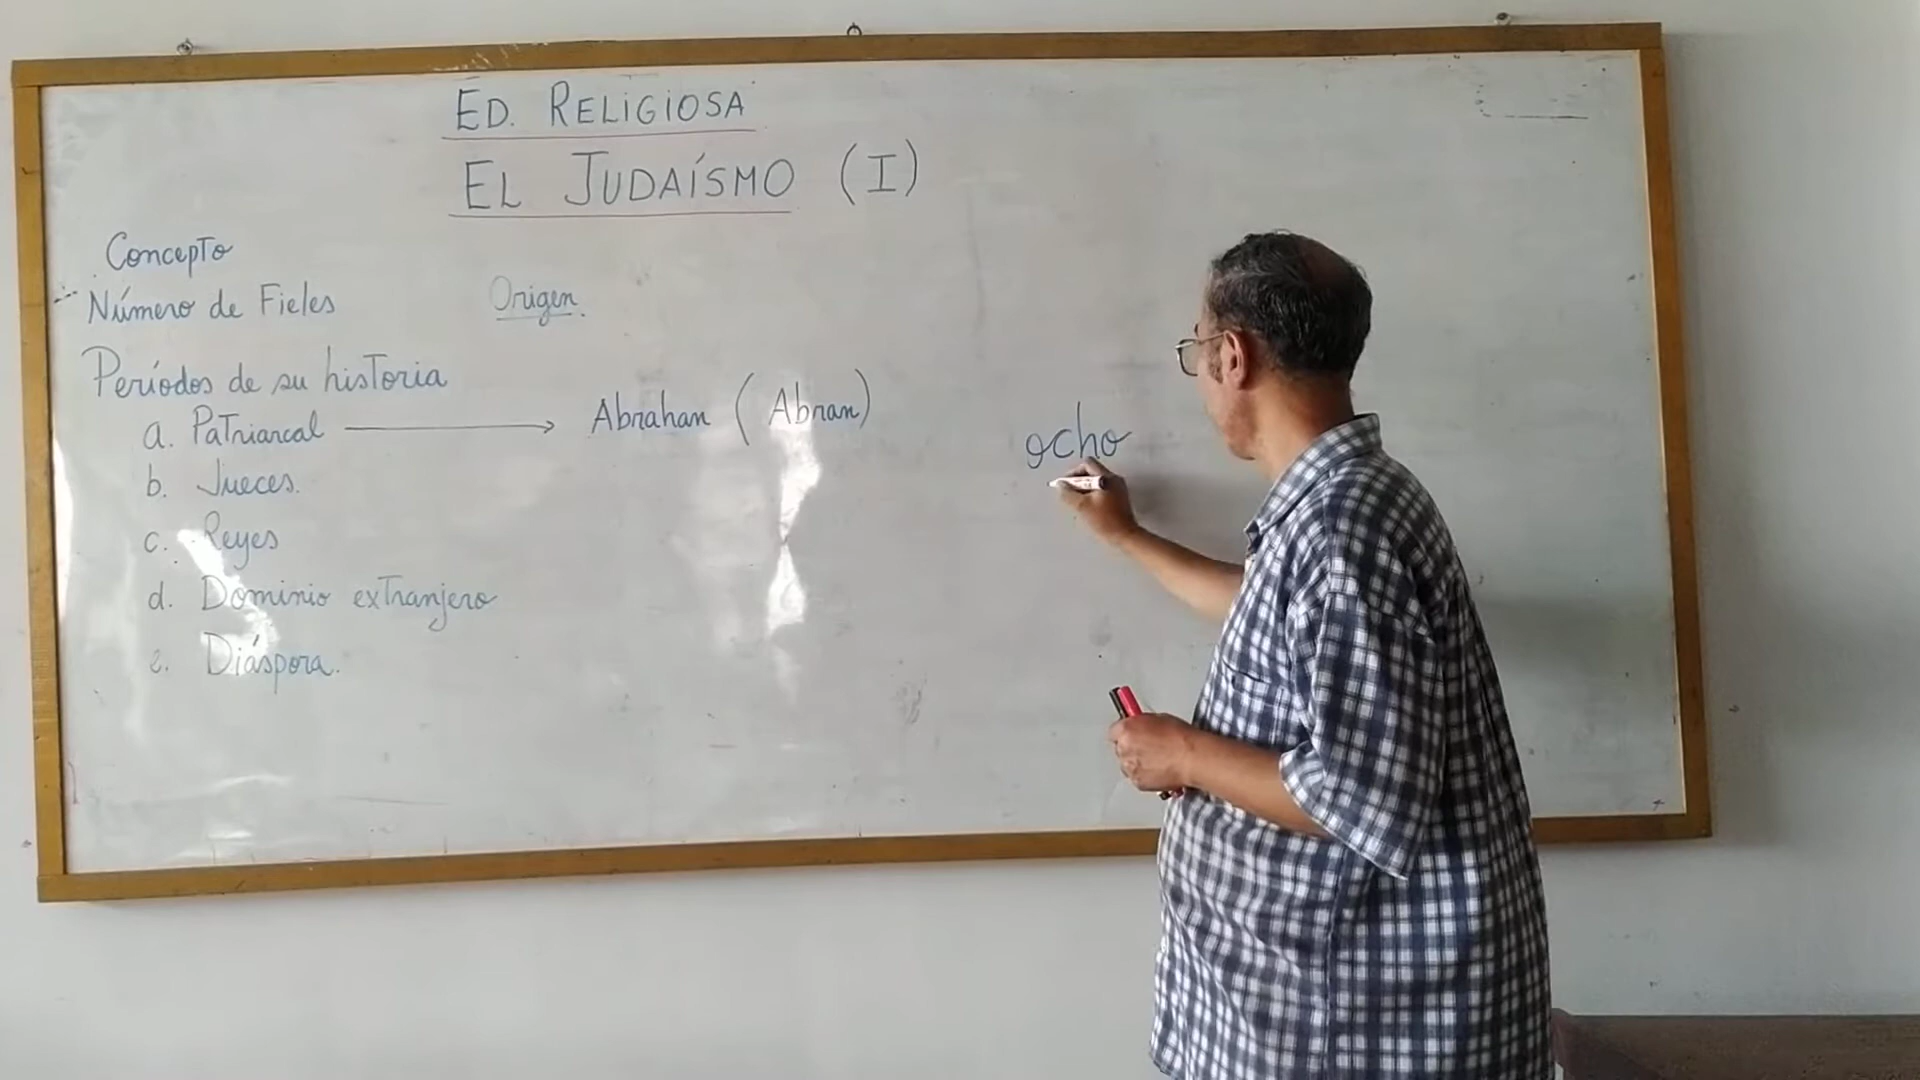 ED. RELIGIOSA
EL JUDAÍSMO (I)
Concepto
Número de Fieles
Origen.
Períodos de su historia
a. Patriarcal → Abrahan (Abran)
b. Jueces.
c. Reyes
d. Dominio extranjero
e. Diáspora.
ocho